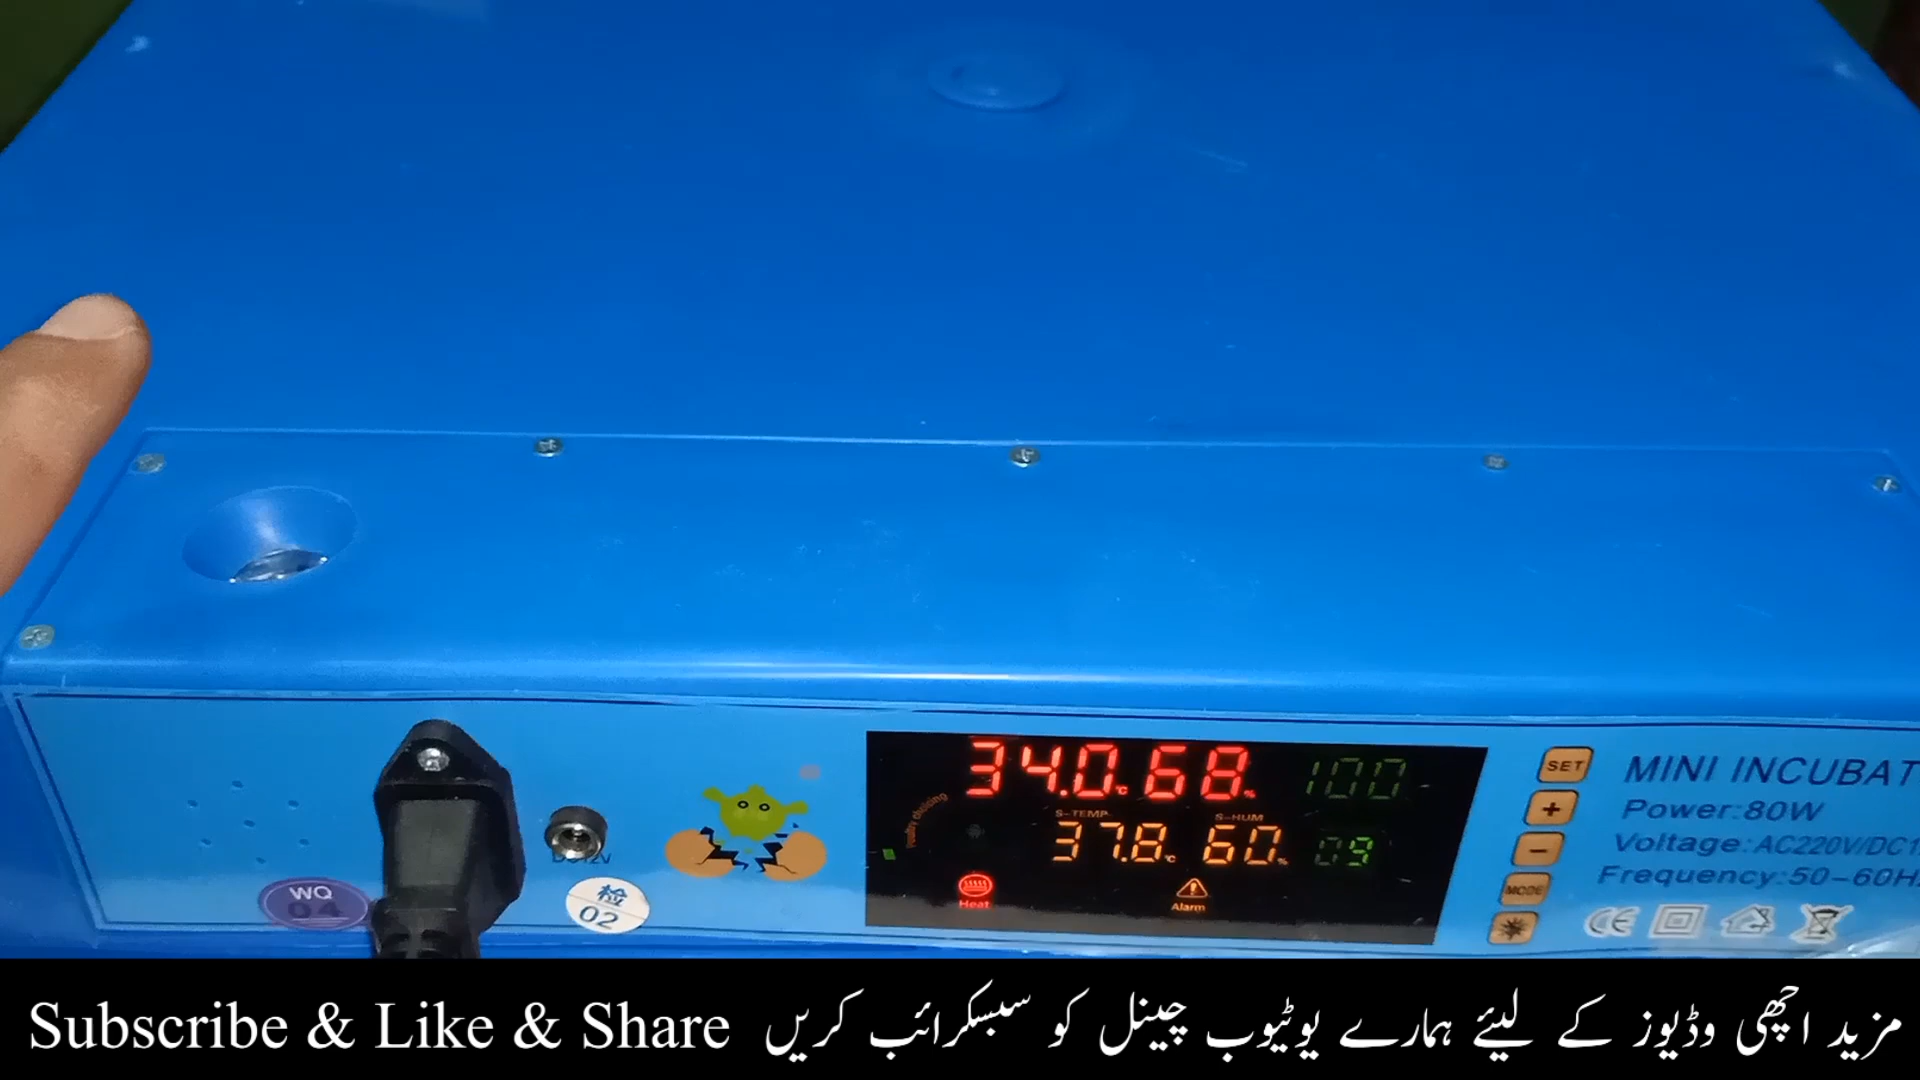 34.0℃ 68% 100
S-TEMP S-HUM
37.8℃ 60% 09
Heat Alarm
SET
+
−
MODE
MINI INCUBAT
Power:80W
Voltage:AC220V/DC1
Frequency:50-60H
CE
WQ
04
检
02
Subscribe & Like & Share مزید اچھی وڈیوز کے لیئے ہمارے یوٹیوب چینل کو سبسکرائب کریں